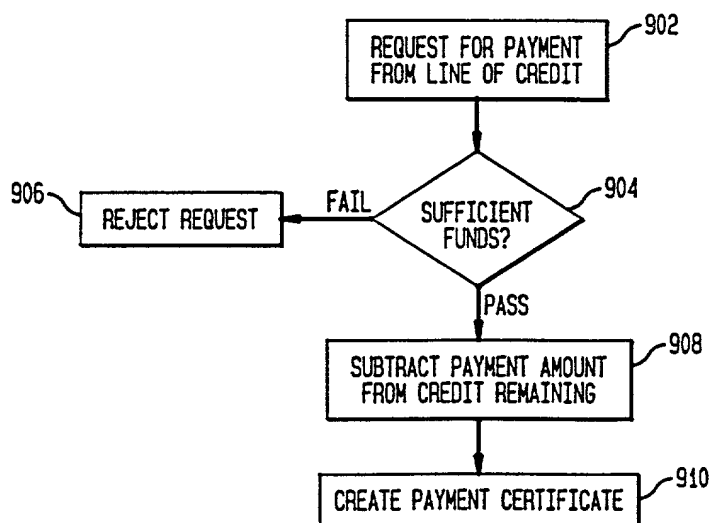 902
REQUEST FOR PAYMENT
FROM LINE OF CREDIT
904
SUFFICIENT
FUNDS?
FAIL
906
REJECT REQUEST
PASS
908
SUBTRACT PAYMENT AMOUNT
FROM CREDIT REMAINING
910
CREATE PAYMENT CERTIFICATE